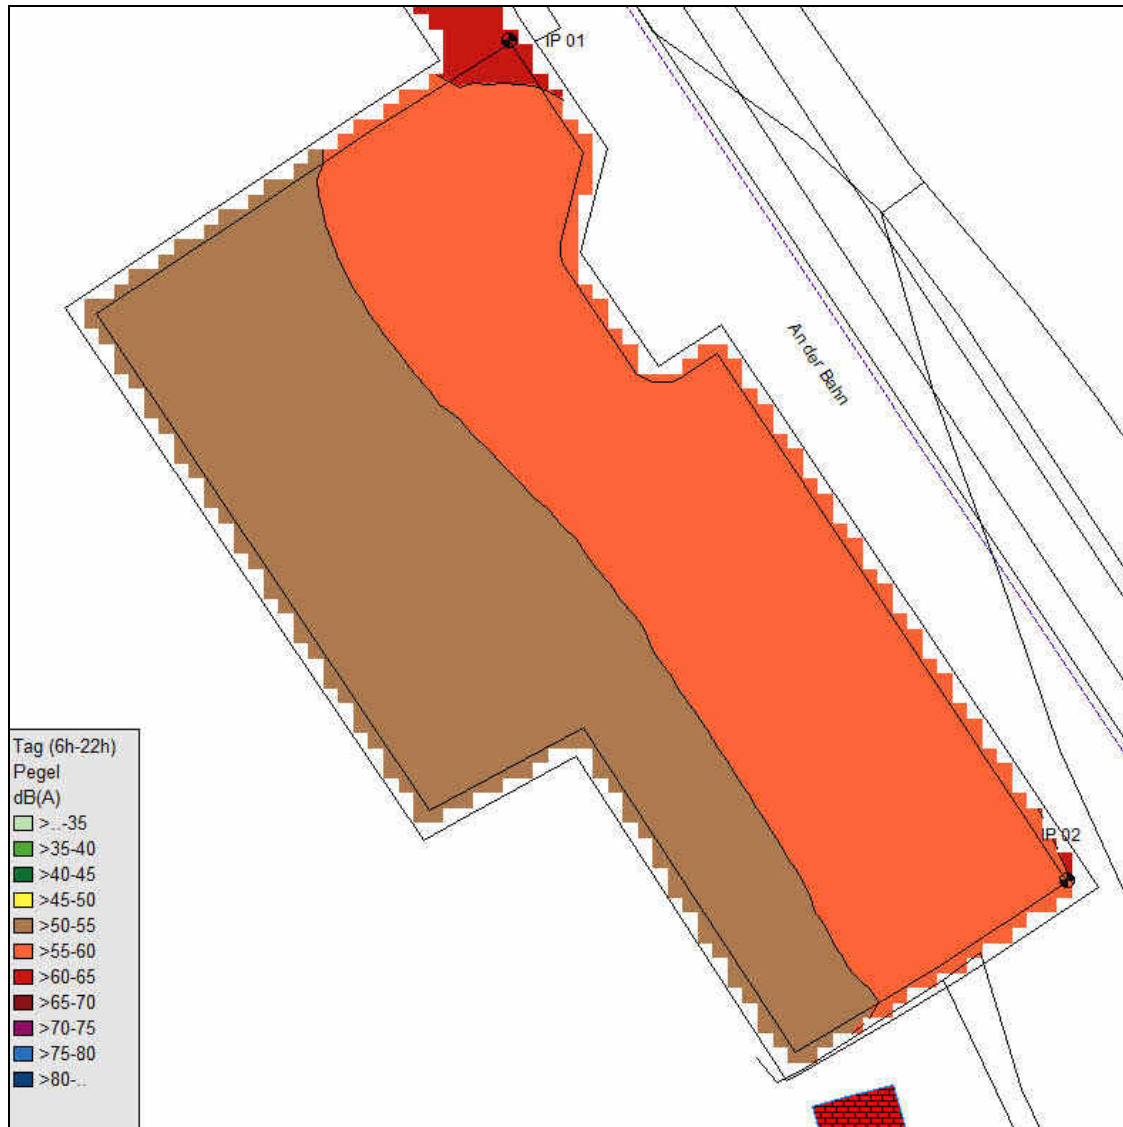 IP 01
An der Bahn
IP 02
Tag (6h-22h)
Pegel
dB(A)
>..-35
>35-40
>40-45
>45-50
>50-55
>55-60
>60-65
>65-70
>70-75
>75-80
>80-..